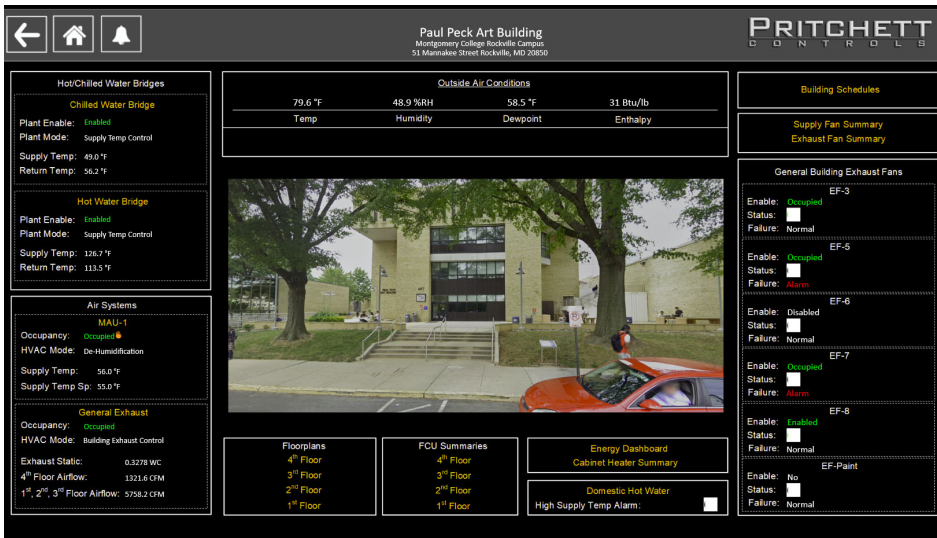 Paul Peck Art Building
Montgomery College Rockville Campus
51 Mannakee Street Rockville, MD 20850
PRITCHETT
CONTROLS
Hot/Chilled Water Bridges
Chilled Water Bridge
Plant Enable: Enabled
Plant Mode: Supply Temp Control
Supply Temp: 49.0 °F
Return Temp: 56.2 °F
Hot Water Bridge
Plant Enable: Enabled
Plant Mode: Supply Temp Control
Supply Temp: 126.7 °F
Return Temp: 113.5 °F
Air Systems
MAU-1
Occupancy: Occupied
HVAC Mode: De-Humidification
Supply Temp: 56.0 °F
Supply Temp Sp: 55.0 °F
General Exhaust
Occupancy: Occupied
HVAC Mode: Building Exhaust Control
Exhaust Static: 0.3278 WC
4th Floor Airflow: 1321.6 CFM
1st, 2nd, 3rd Floor Airflow: 5758.2 CFM
Outside Air Conditions
79.6 °F 48.9 %RH 58.5 °F 31 Btu/lb
Temp Humidity Dewpoint Enthalpy
Floorplans
4th Floor
3rd Floor
2nd Floor
1st Floor
FCU Summaries
4th Floor
3rd Floor
2nd Floor
1st Floor
Energy Dashboard
Cabinet Heater Summary
Domestic Hot Water
High Supply Temp Alarm:
Building Schedules
Supply Fan Summary
Exhaust Fan Summary
General Building Exhaust Fans
EF-3
Enable: Occupied
Status:
Failure: Normal
EF-5
Enable: Occupied
Status:
Failure: Alarm
EF-6
Enable: Disabled
Status:
Failure: Normal
EF-7
Enable: Occupied
Status:
Failure: Alarm
EF-8
Enable: Enabled
Status:
Failure: Normal
EF-Paint
Enable: No
Status:
Failure: Normal